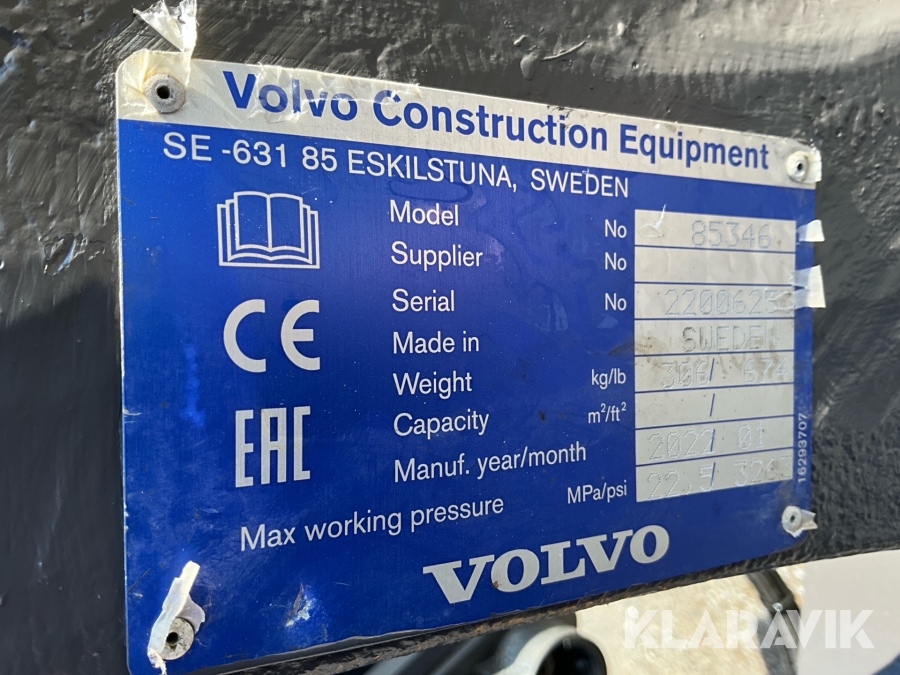 Volvo Construction Equipment
SE -631 85 ESKILSTUNA, SWEDEN
Model No 85346
Supplier No
Serial No 2200625
Made in SWEDEN
Weight kg/lb 306/ 674
Capacity m²/ft² /
Manuf. year/month 2022/ 01
Max working pressure MPa/psi 22.5/
CE
EAC
16293707
VOLVO
KLARAVIK